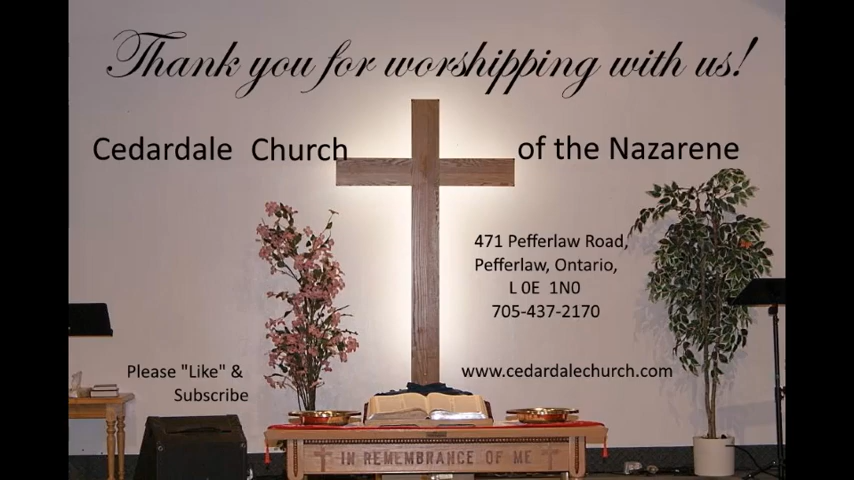 Thank you for worshipping with us!
Cedardale Church of the Nazarene
471 Pefferlaw Road,
Pefferlaw, Ontario,
L 0E 1N0
705-437-2170
Please "Like" &
Subscribe
www.cedardalechurch.com
IN REMEMBRANCE OF ME